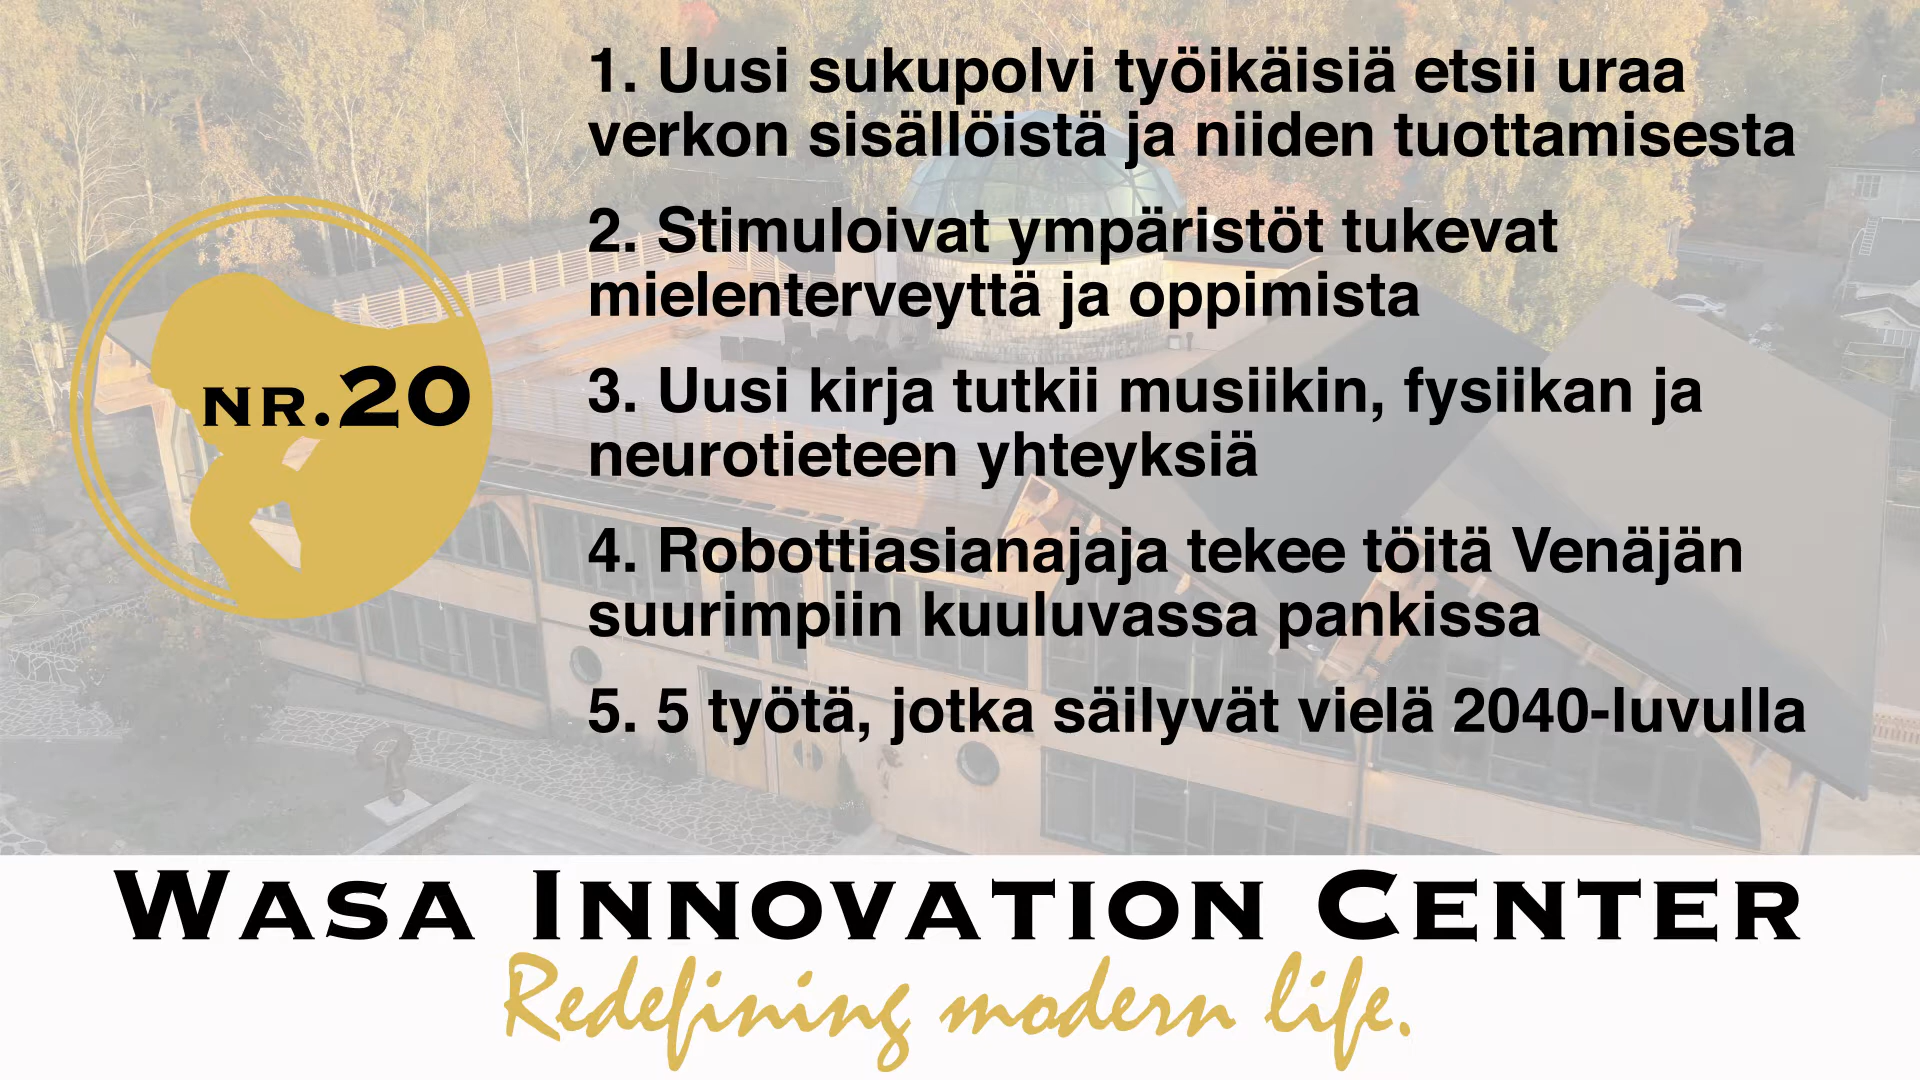 1. Uusi sukupolvi työikäisiä etsii uraa
verkon sisällöistä ja niiden tuottamisesta
2. Stimuloivat ympäristöt tukevat
mielenterveyttä ja oppimista
3. Uusi kirja tutkii musiikin, fysiikan ja
neurotieteen yhteyksiä
4. Robottiasianajaja tekee töitä Venäjän
suurimpiin kuuluvassa pankissa
5. 5 työtä, jotka säilyvät vielä 2040-luvulla
NR.20
WASA INNOVATION CENTER
Redefining modern life.